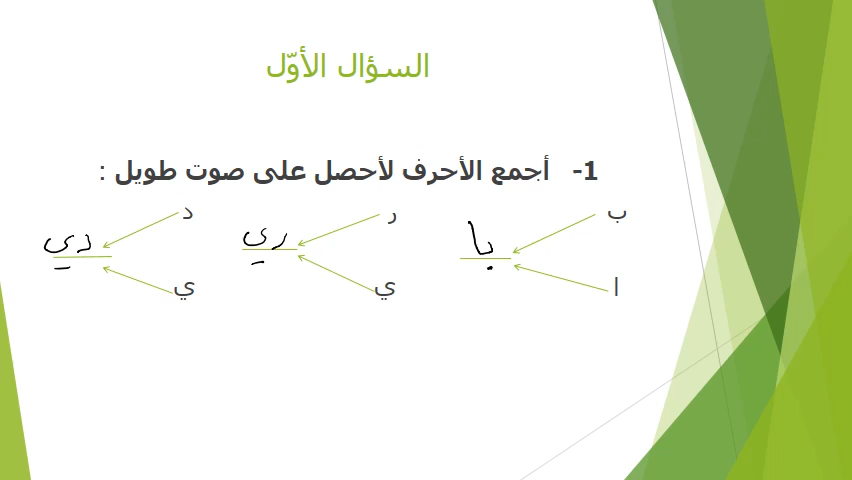 السؤال الأوّل
1- أجمع الأحرف لأحصل على صوت طويل :
ب ر د
با ري دي
ا ي ي